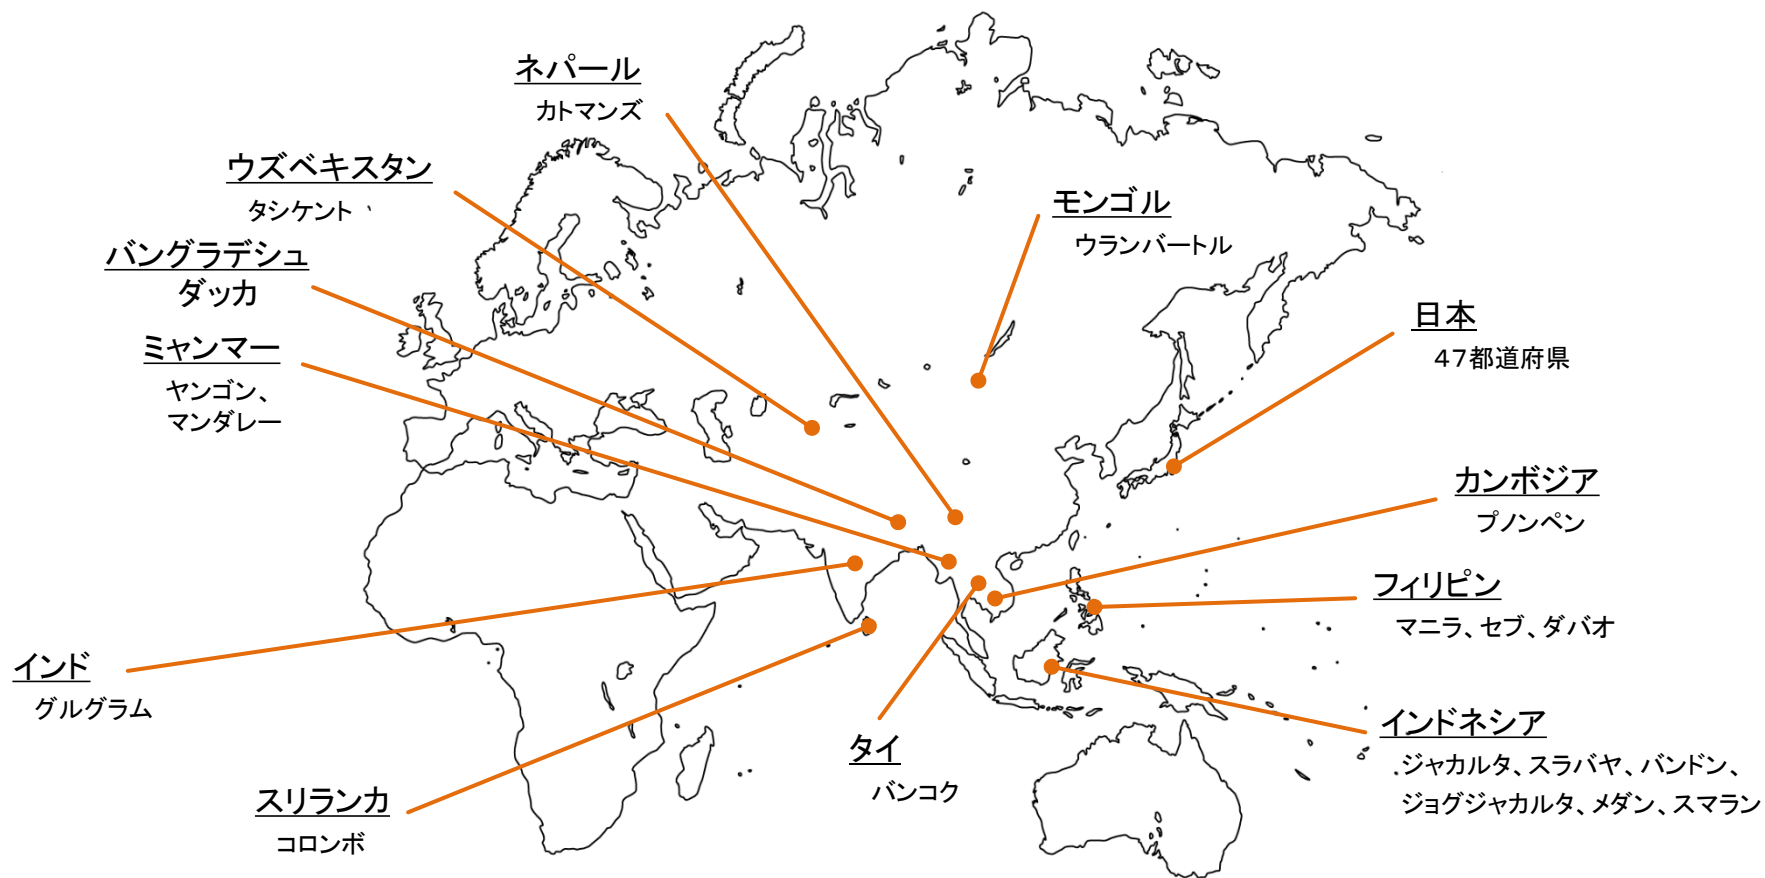 ネパール
カトマンズ
ウズベキスタン
タシケント
モンゴル
ウランバートル
バングラデシュ
ダッカ
日本
47都道府県
ミャンマー
ヤンゴン、
マンダレー
カンボジア
プノンペン
フィリピン
マニラ、セブ、ダバオ
インド
グルグラム
インドネシア
ジャカルタ、スラバヤ、バンドン、
ジョグジャカルタ、メダン、スマラン
タイ
バンコク
スリランカ
コロンボ